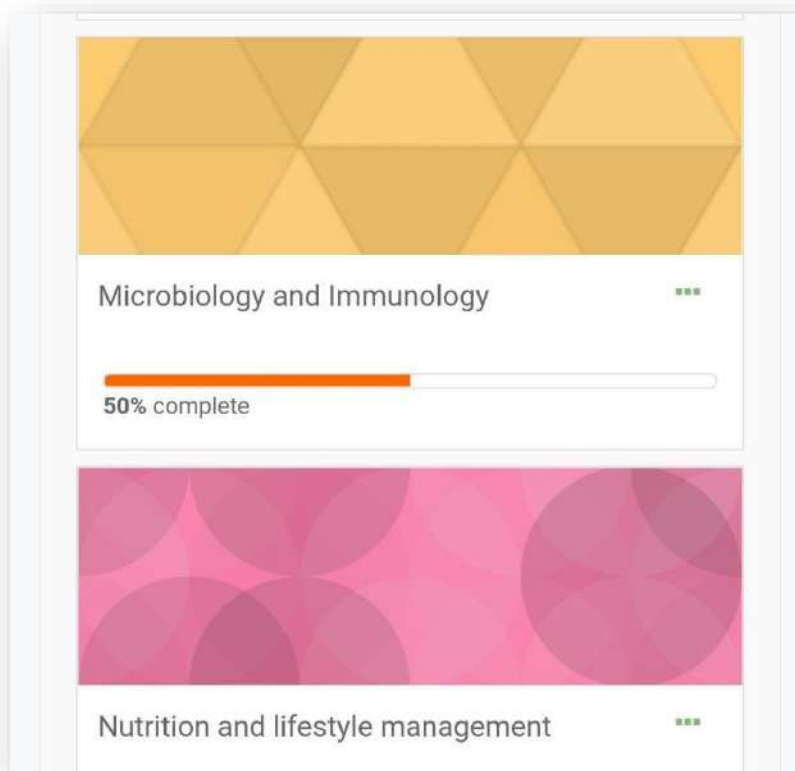 Microbiology and Immunology
50% complete
Nutrition and lifestyle management